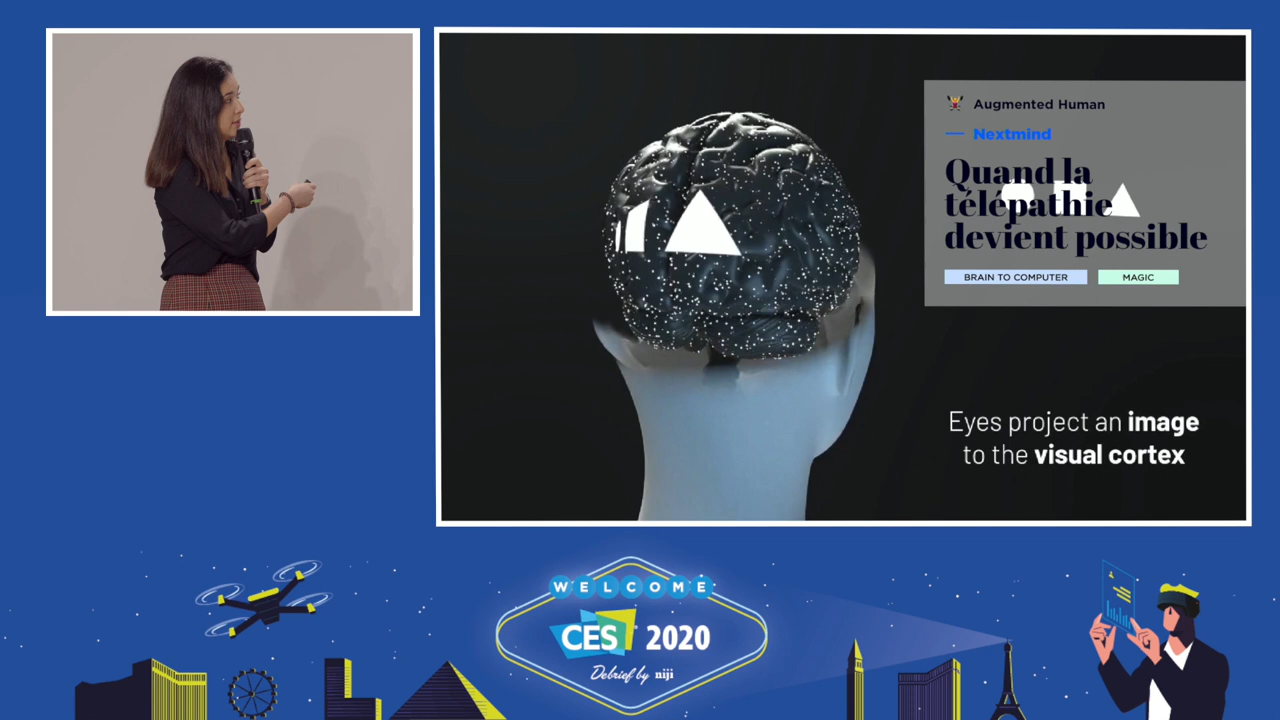 Augmented Human
Nextmind
Quand la
télépathie
devient possible
BRAIN TO COMPUTER
MAGIC
Eyes project an image
to the visual cortex
WELCOME
CES 2020
Debrief by niji